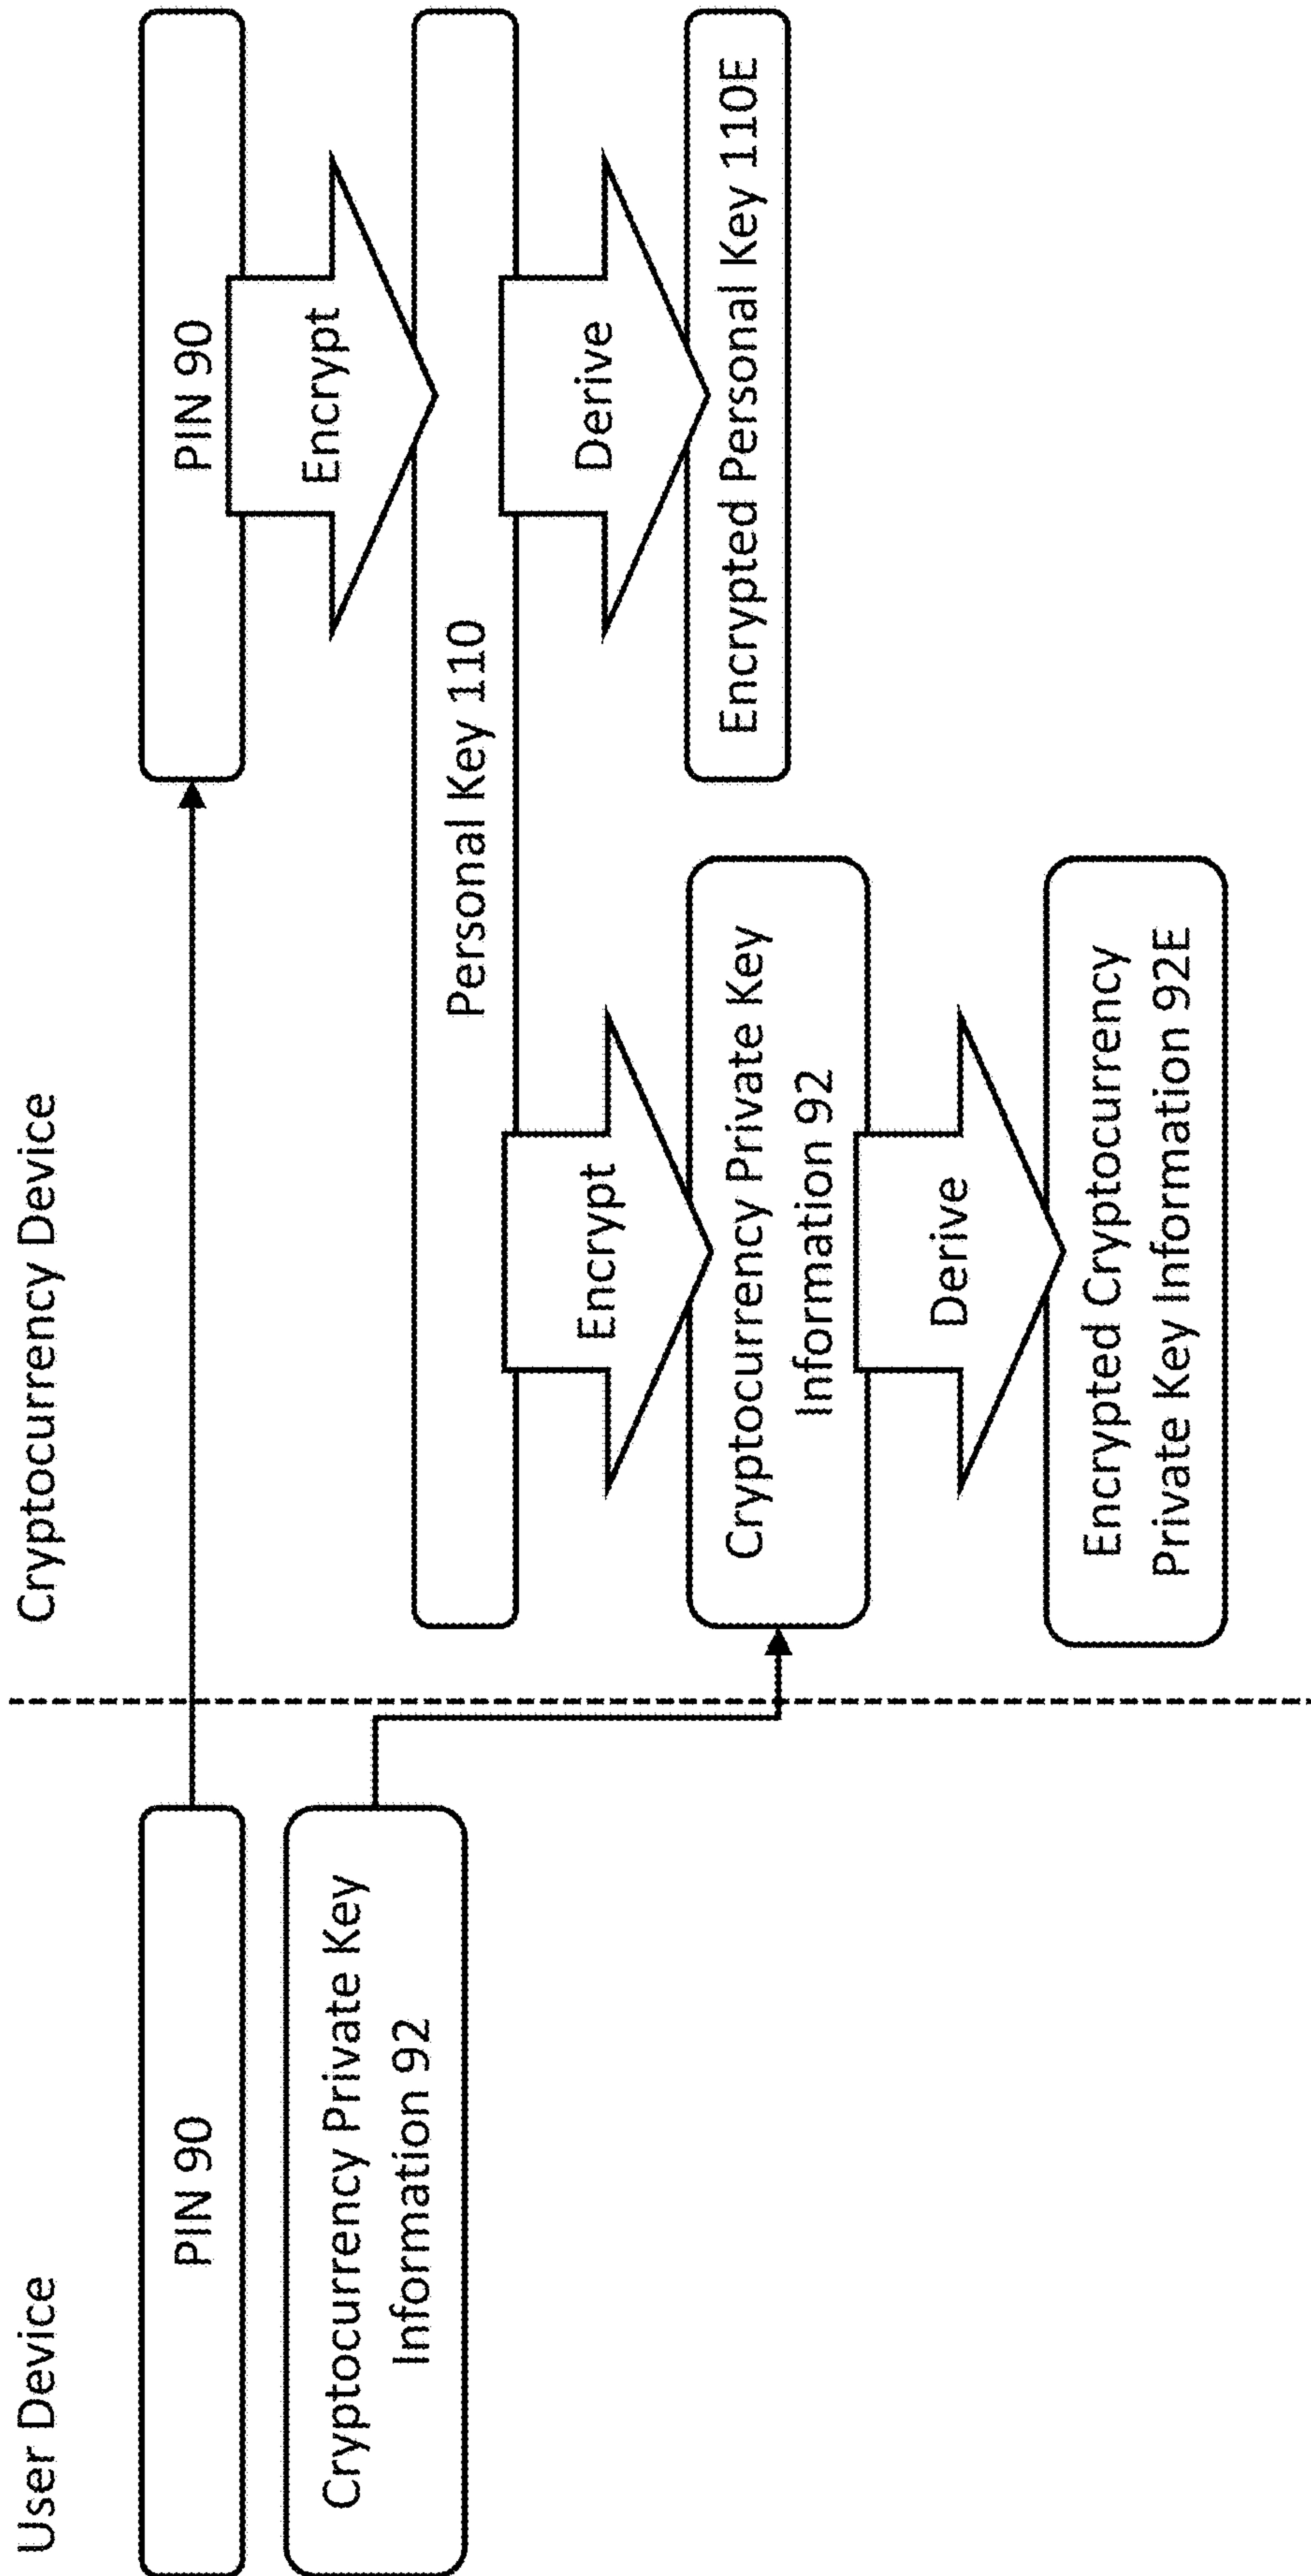 User Device
Cryptocurrency Device
PIN 90
PIN 90
Encrypt
Cryptocurrency Private Key
Information 92
Personal Key 110
Encrypt
Derive
Cryptocurrency Private Key
Information 92
Encrypted Personal Key 110E
Derive
Encrypted Cryptocurrency
Private Key Information 92E